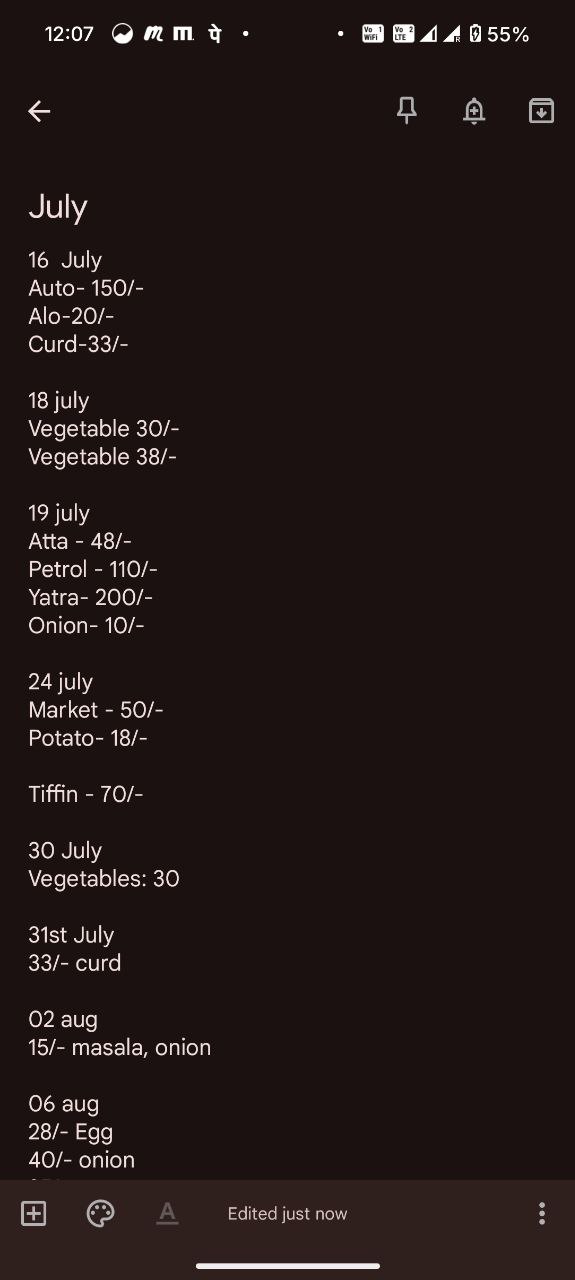 12:07 m m. पे Vo 1 WiFi Vo 2 LTE R 55%
July
16  July
Auto- 150/-
Alo-20/-
Curd-33/-
18 july
Vegetable 30/-
Vegetable 38/-
19 july
Atta - 48/-
Petrol - 110/-
Yatra- 200/-
Onion- 10/-
24 july
Market - 50/-
Potato- 18/-
Tiffin - 70/-
30 July
Vegetables: 30
31st July
33/- curd
02 aug
15/- masala, onion
06 aug
28/- Egg
40/- onion
A Edited just now